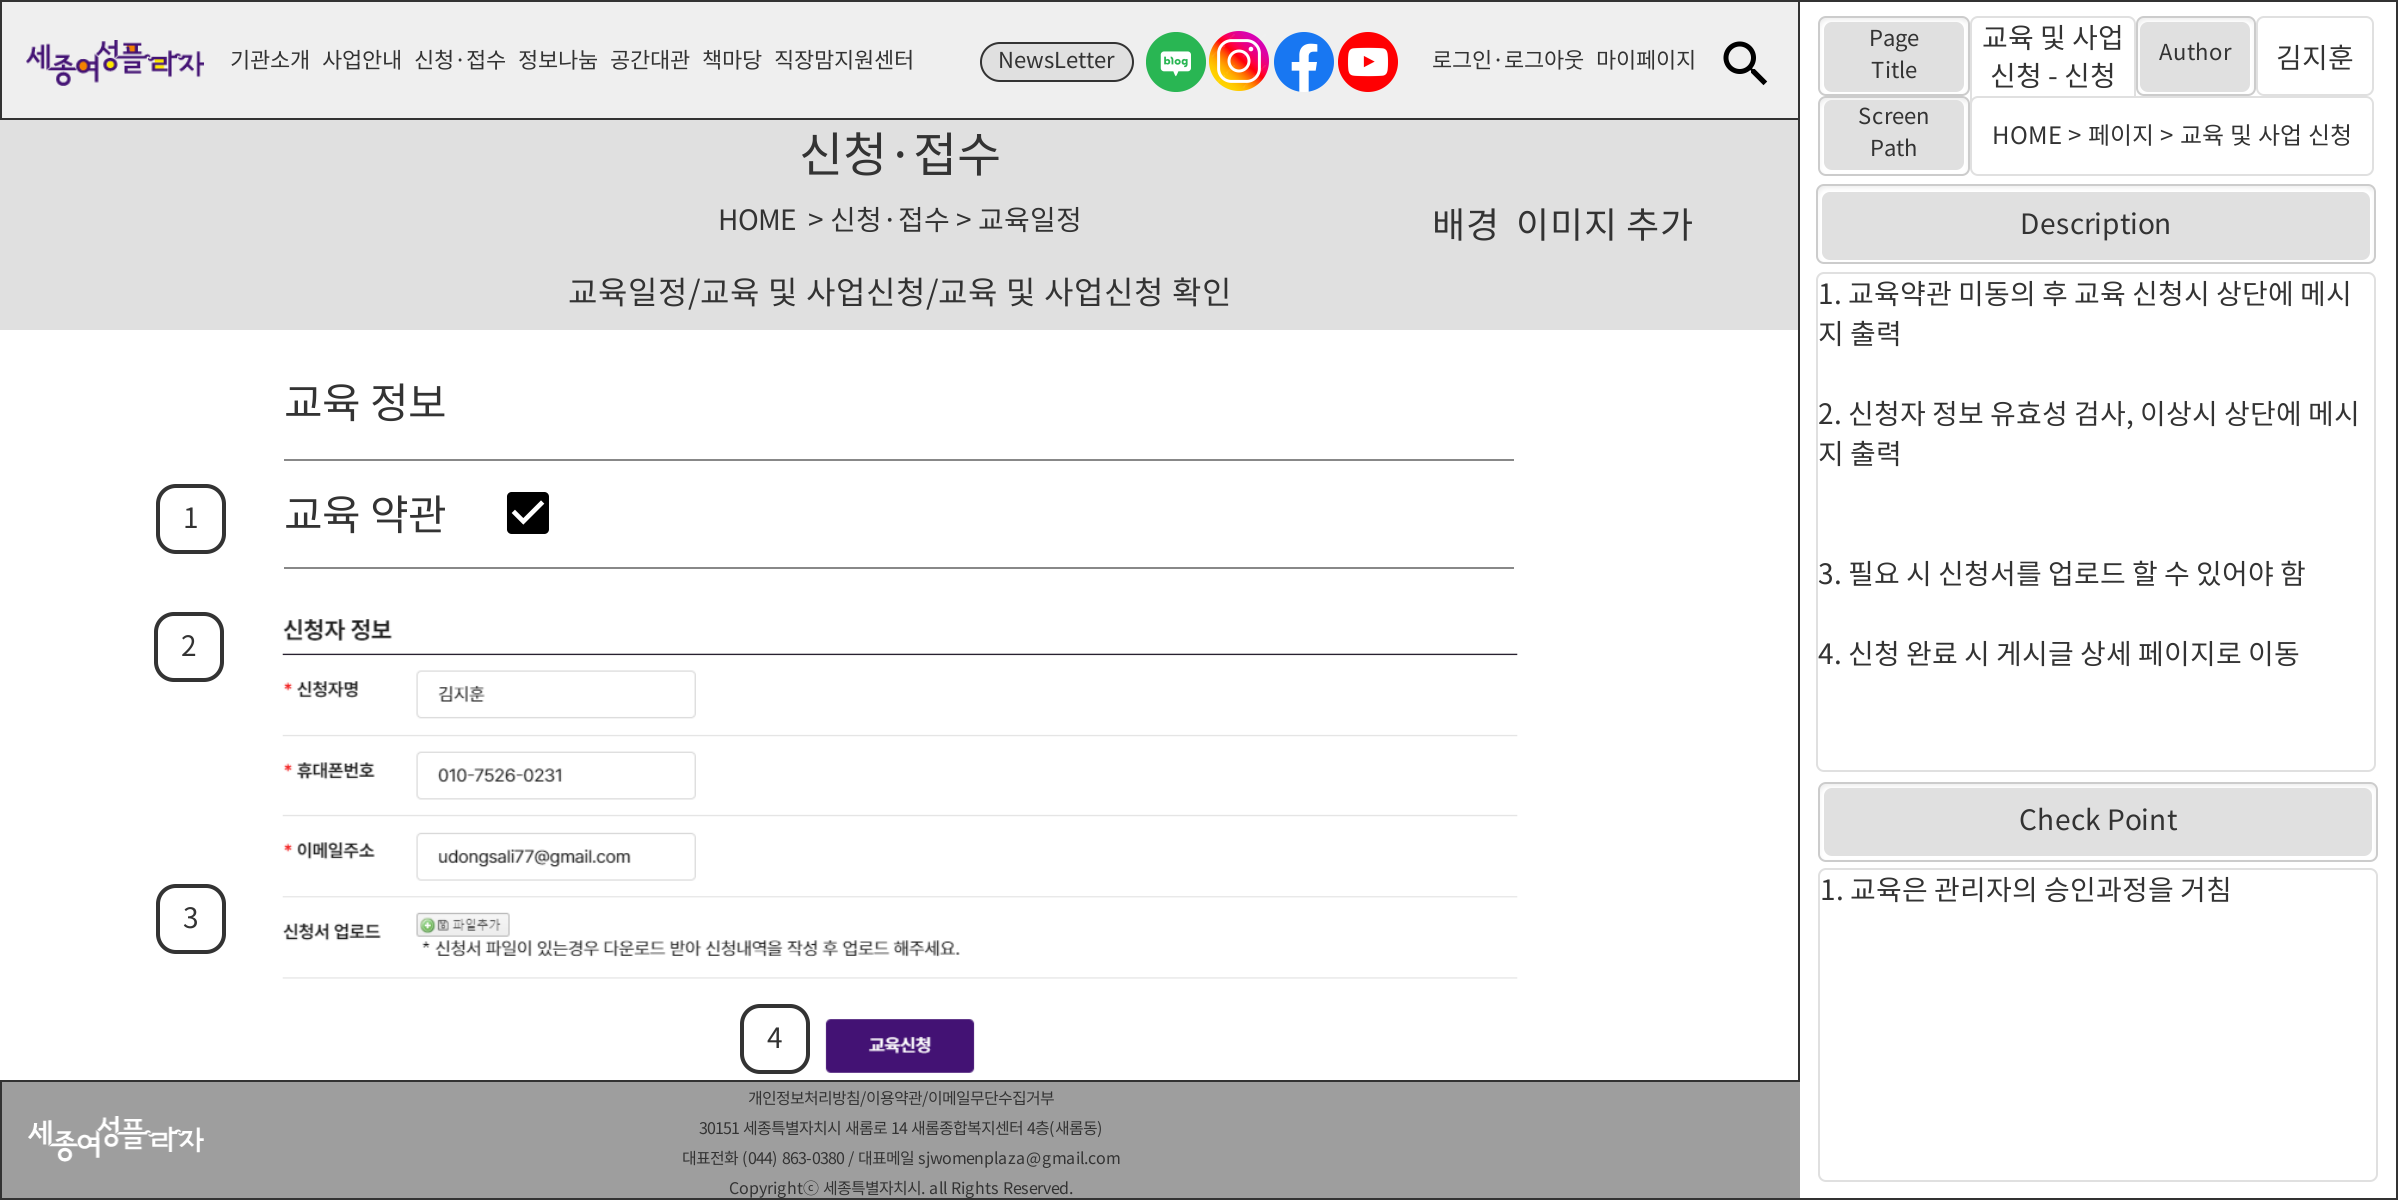 세종여성플라자 기관소개 사업안내 신청·접수 정보나눔 공간대관 책마당 직장맘지원센터 NewsLetter blog 로그인·로그아웃 마이페이지
신청·접수
HOME > 신청·접수 > 교육일정
배경 이미지 추가
교육일정/교육 및 사업신청/교육 및 사업신청 확인
교육 정보
1
교육 약관
2
신청자 정보
* 신청자명 김지훈
* 휴대폰번호 010-7526-0231
* 이메일주소 udongsali77@gmail.com
3
신청서 업로드 파일추가
* 신청서 파일이 있는경우 다운로드 받아 신청내역을 작성 후 업로드 해주세요.
4
교육신청
세종여성플라자
개인정보처리방침/이용약관/이메일무단수집거부
30151 세종특별자치시 새롬로 14 새롬종합복지센터 4층(새롬동)
대표전화 (044) 863-0380 / 대표메일 sjwomenplaza@gmail.com
Copyrightⓒ 세종특별자치시. all Rights Reserved.
Page
Title
교육 및 사업
신청 - 신청
Author
김지훈
Screen
Path
HOME > 페이지 > 교육 및 사업 신청
Description
1. 교육약관 미동의 후 교육 신청시 상단에 메시
지 출력
2. 신청자 정보 유효성 검사, 이상시 상단에 메시
지 출력
3. 필요 시 신청서를 업로드 할 수 있어야 함
4. 신청 완료 시 게시글 상세 페이지로 이동
Check Point
1. 교육은 관리자의 승인과정을 거침